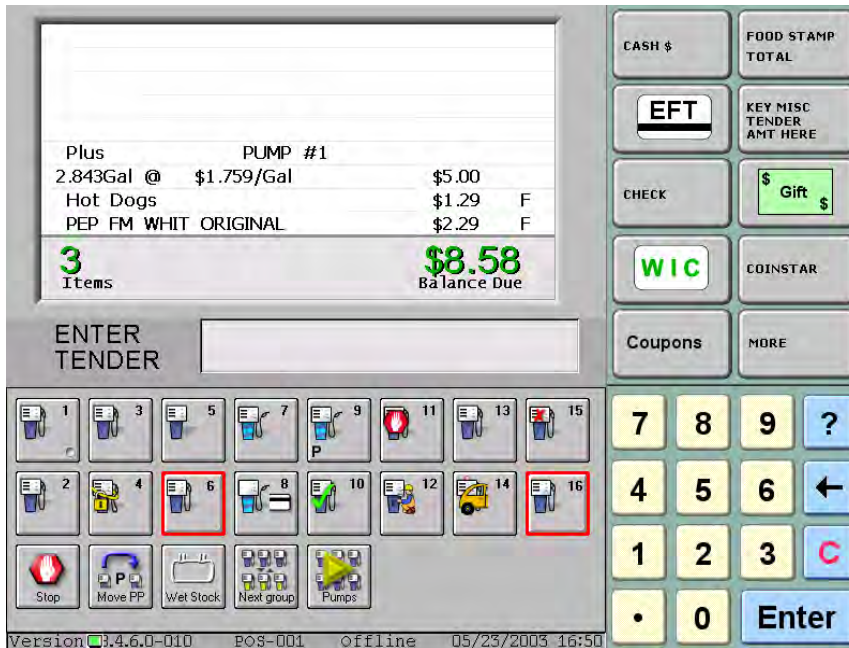 Plus PUMP #1
2.843Gal @ $1.759/Gal $5.00
Hot Dogs $1.29 F
PEP FM WHIT ORIGINAL $2.29 F
3 $8.58
Items Balance Due
ENTER
TENDER
CASH $
FOOD STAMP
TOTAL
EFT
KEY MISC
TENDER
AMT HERE
CHECK
$ Gift $
WIC
COINSTAR
Coupons
MORE
1 3 5 7 9 11 13 15
P
2 4 6 8 10 12 14 16
P
Stop Move PP Wet Stock Next group Pumps
7 8 9 ?
4 5 6 ←
1 2 3 C
• 0 Enter
Version 3.4.6.0-010 POS-001 Offline 05/23/2003 16:50